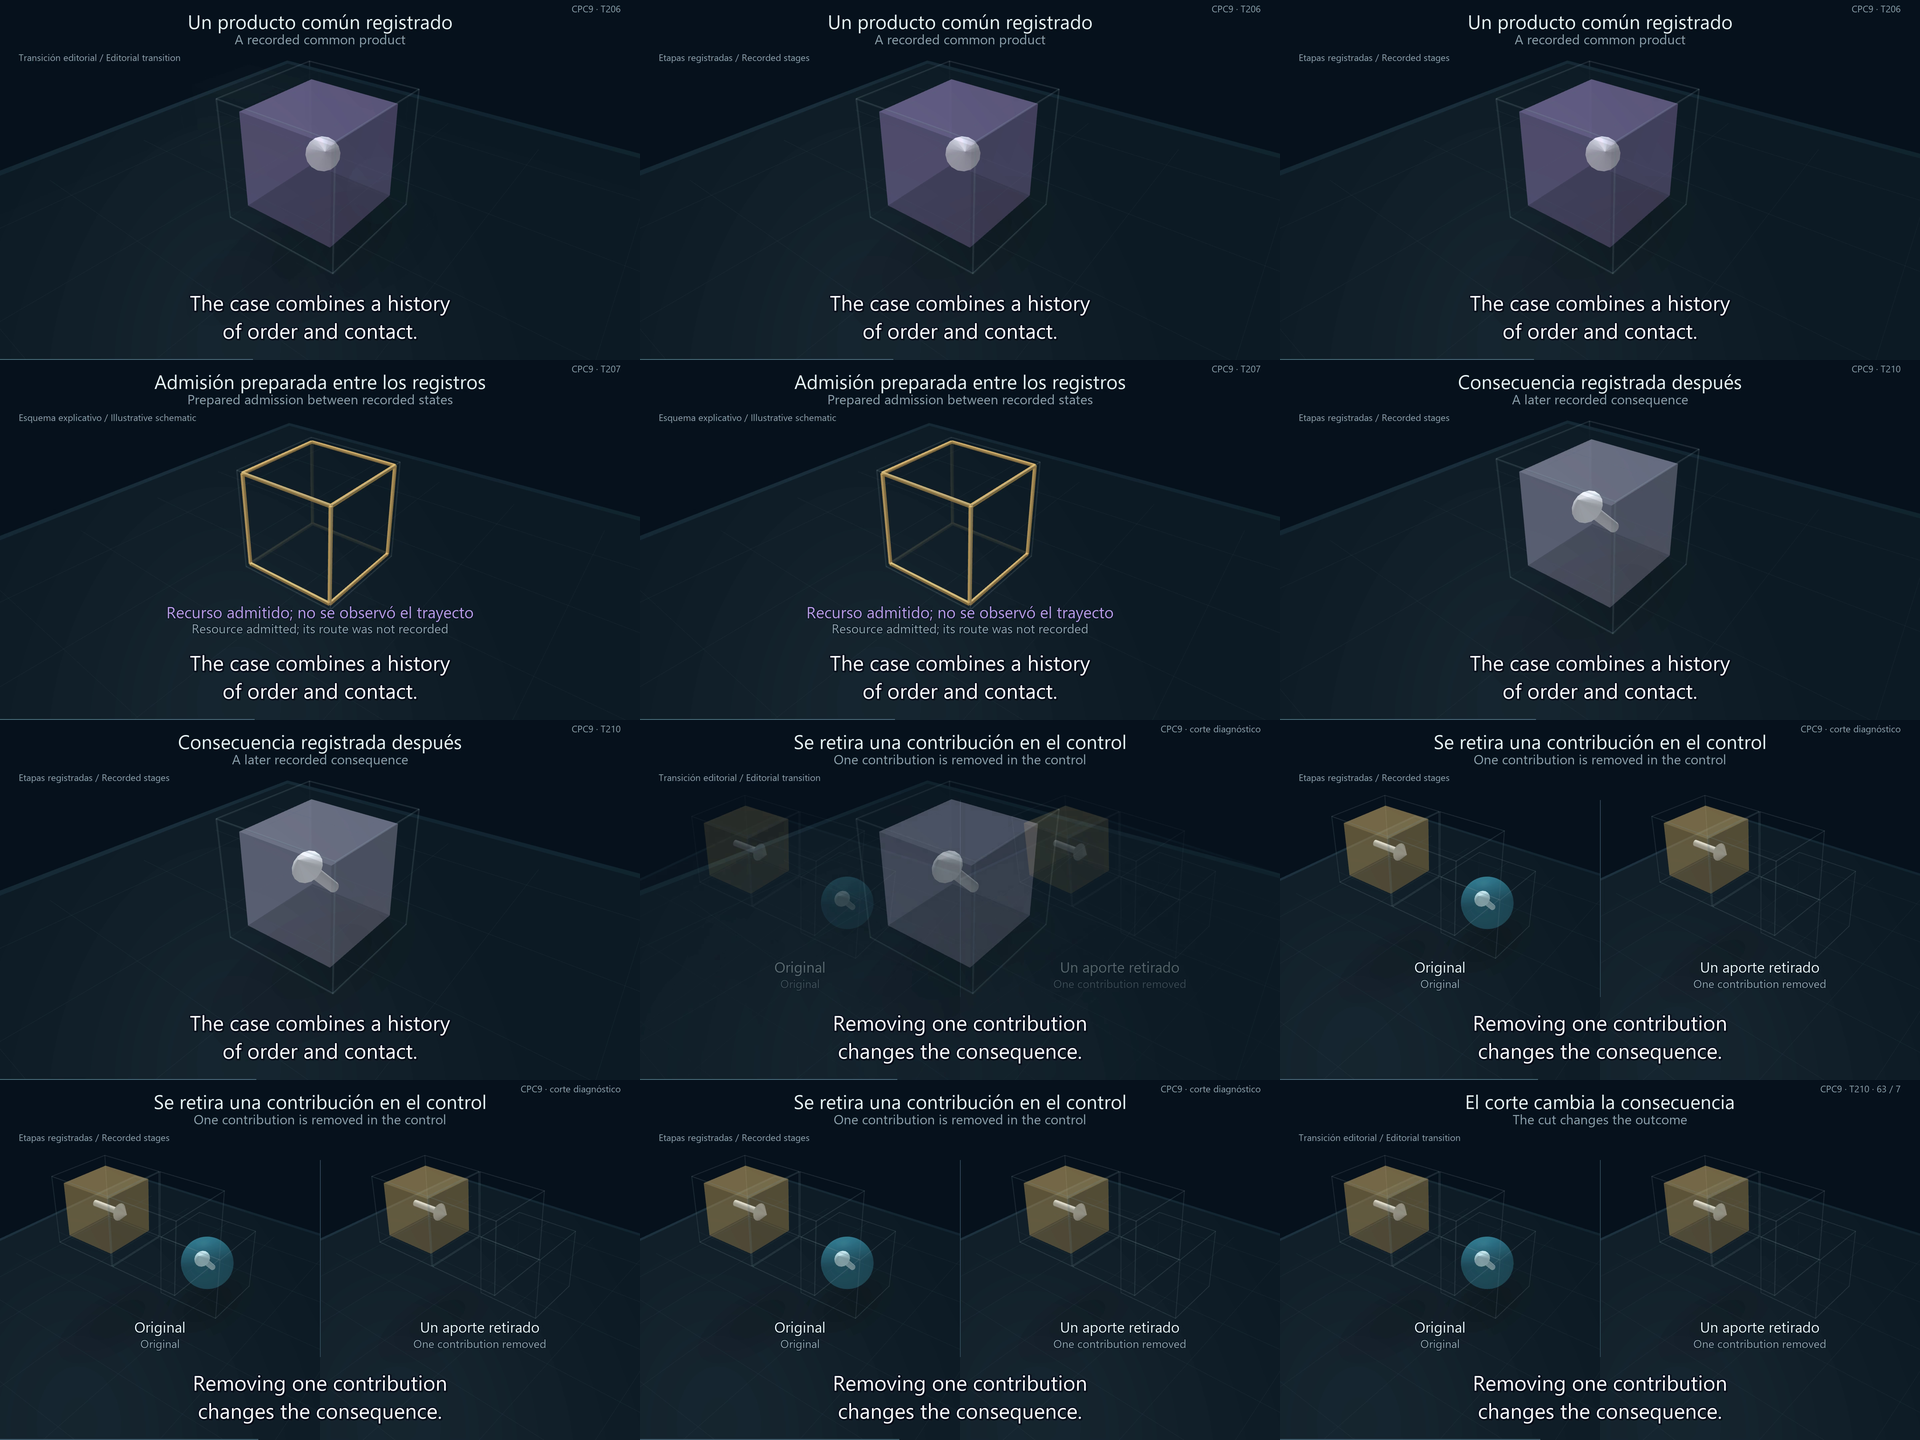 CPC9 · T206
Un producto común registrado
A recorded common product
Transición editorial / Editorial transition
The case combines a history
of order and contact.
CPC9 · T206
Un producto común registrado
A recorded common product
Etapas registradas / Recorded stages
The case combines a history
of order and contact.
CPC9 · T206
Un producto común registrado
A recorded common product
Etapas registradas / Recorded stages
The case combines a history
of order and contact.
CPC9 · T207
Admisión preparada entre los registros
Prepared admission between recorded states
Esquema explicativo / Illustrative schematic
Recurso admitido; no se observó el trayecto
Resource admitted; its route was not recorded
The case combines a history
of order and contact.
CPC9 · T207
Admisión preparada entre los registros
Prepared admission between recorded states
Esquema explicativo / Illustrative schematic
Recurso admitido; no se observó el trayecto
Resource admitted; its route was not recorded
The case combines a history
of order and contact.
CPC9 · T210
Consecuencia registrada después
A later recorded consequence
Etapas registradas / Recorded stages
The case combines a history
of order and contact.
CPC9 · T210
Consecuencia registrada después
A later recorded consequence
Etapas registradas / Recorded stages
The case combines a history
of order and contact.
CPC9 · corte diagnóstico
Se retira una contribución en el control
One contribution is removed in the control
Transición editorial / Editorial transition
Original
Original
Un aporte retirado
One contribution removed
Removing one contribution
changes the consequence.
CPC9 · corte diagnóstico
Se retira una contribución en el control
One contribution is removed in the control
Etapas registradas / Recorded stages
Original
Original
Un aporte retirado
One contribution removed
Removing one contribution
changes the consequence.
CPC9 · corte diagnóstico
Se retira una contribución en el control
One contribution is removed in the control
Etapas registradas / Recorded stages
Original
Original
Un aporte retirado
One contribution removed
Removing one contribution
changes the consequence.
CPC9 · corte diagnóstico
Se retira una contribución en el control
One contribution is removed in the control
Etapas registradas / Recorded stages
Original
Original
Un aporte retirado
One contribution removed
Removing one contribution
changes the consequence.
CPC9 · T210 · 63 / 7
El corte cambia la consecuencia
The cut changes the outcome
Transición editorial / Editorial transition
Original
Original
Un aporte retirado
One contribution removed
Removing one contribution
changes the consequence.